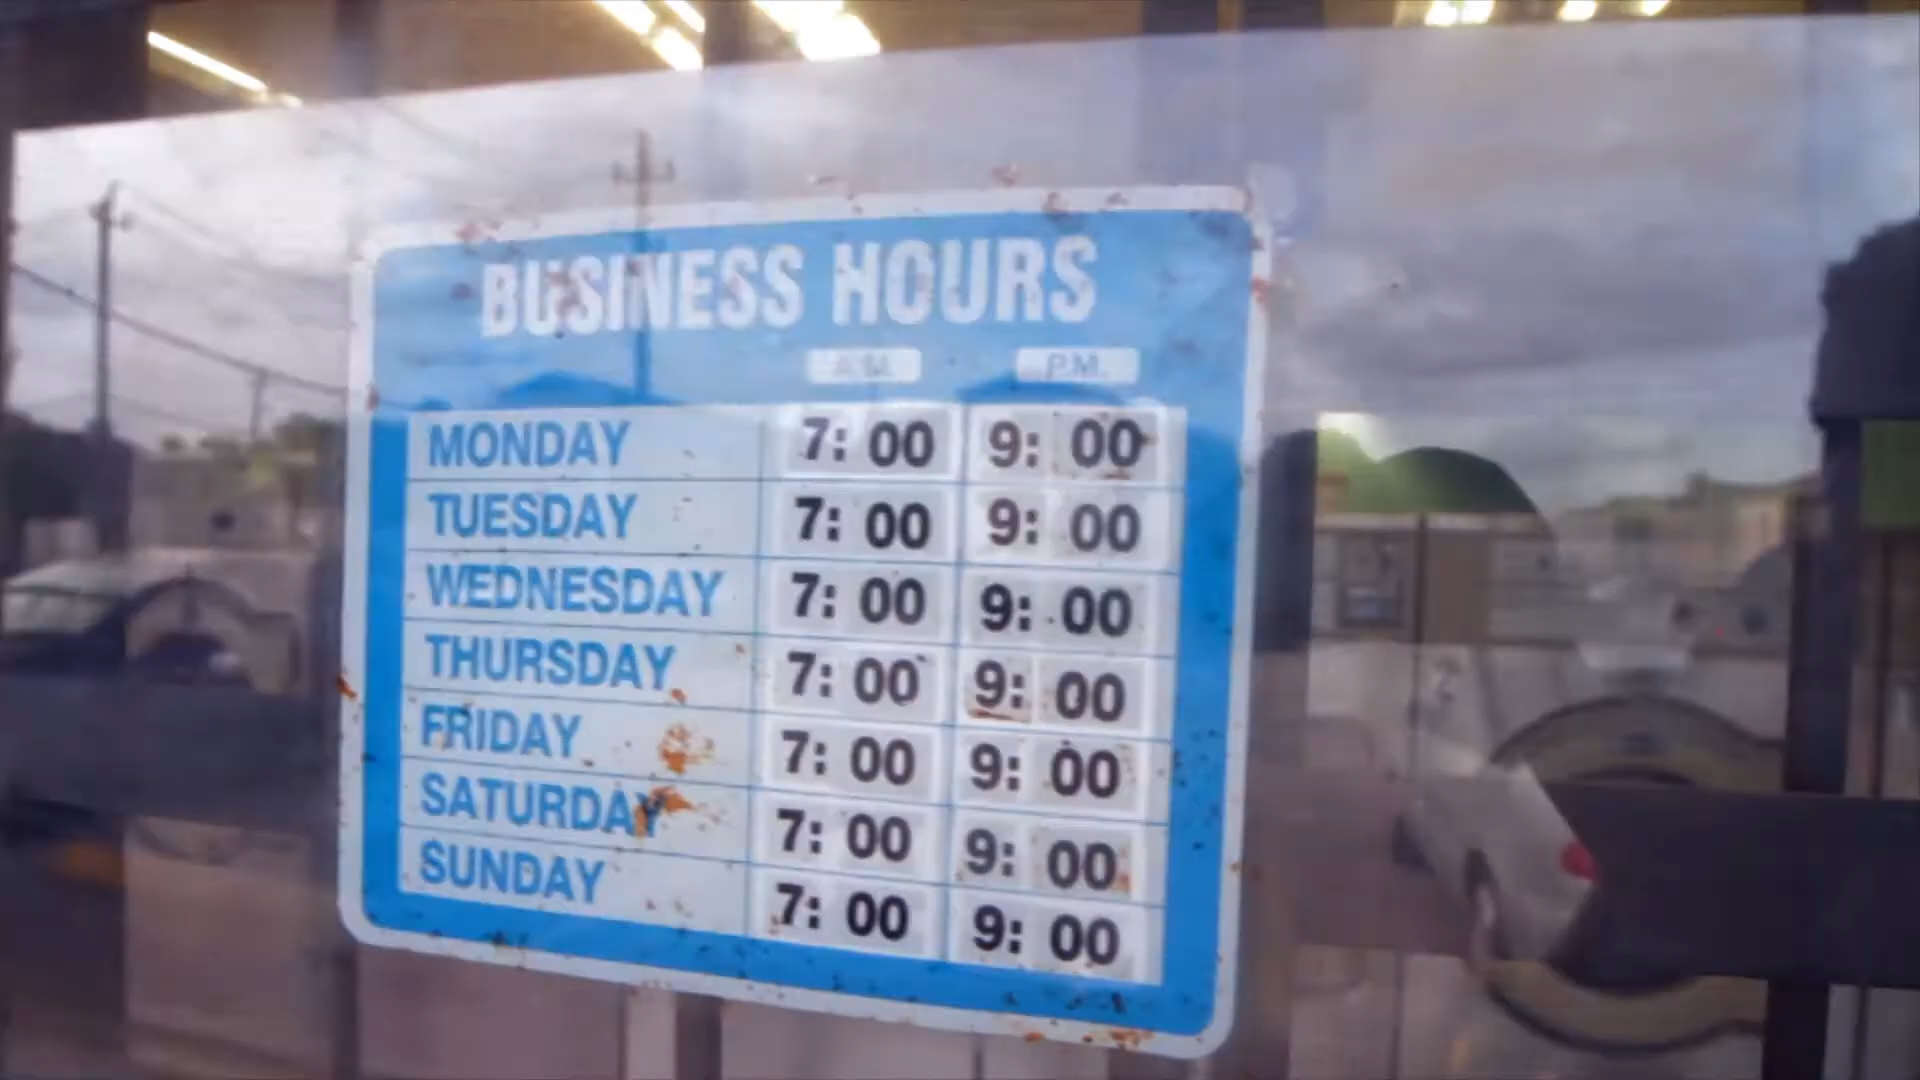 BUSINESS HOURS
A.M. P.M.
MONDAY 7: 00 9: 00
TUESDAY 7: 00 9: 00
WEDNESDAY 7: 00 9: 00
THURSDAY 7: 00 9: 00
FRIDAY 7: 00 9: 00
SATURDAY 7: 00 9: 00
SUNDAY 7: 00 9: 00